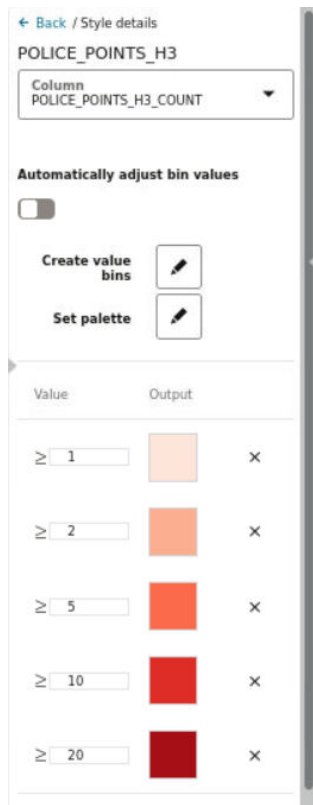 ← Back / Style details
POLICE_POINTS_H3
Column
POLICE_POINTS_H3_COUNT
Automatically adjust bin values
Create value
bins
Set palette
Value Output
≥ 1 ×
≥ 2 ×
≥ 5 ×
≥ 10 ×
≥ 20 ×